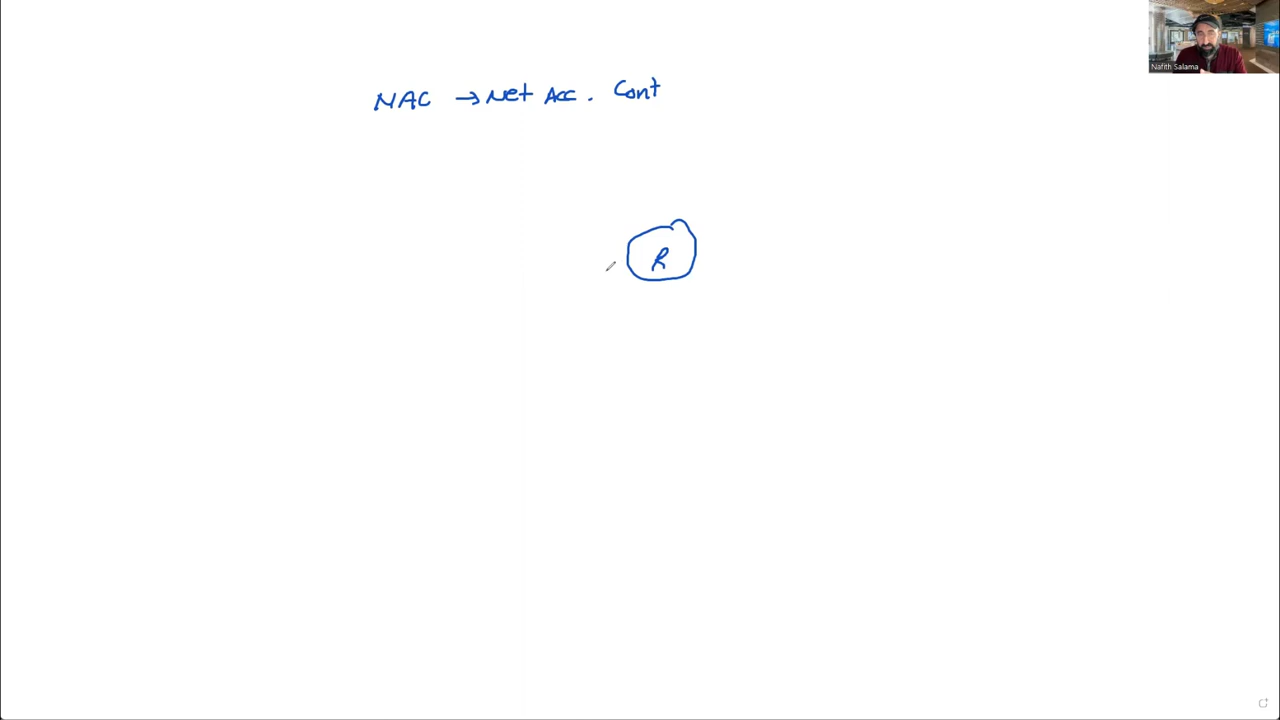 Nafith Salama
NAC → Net Acc. Cont
R